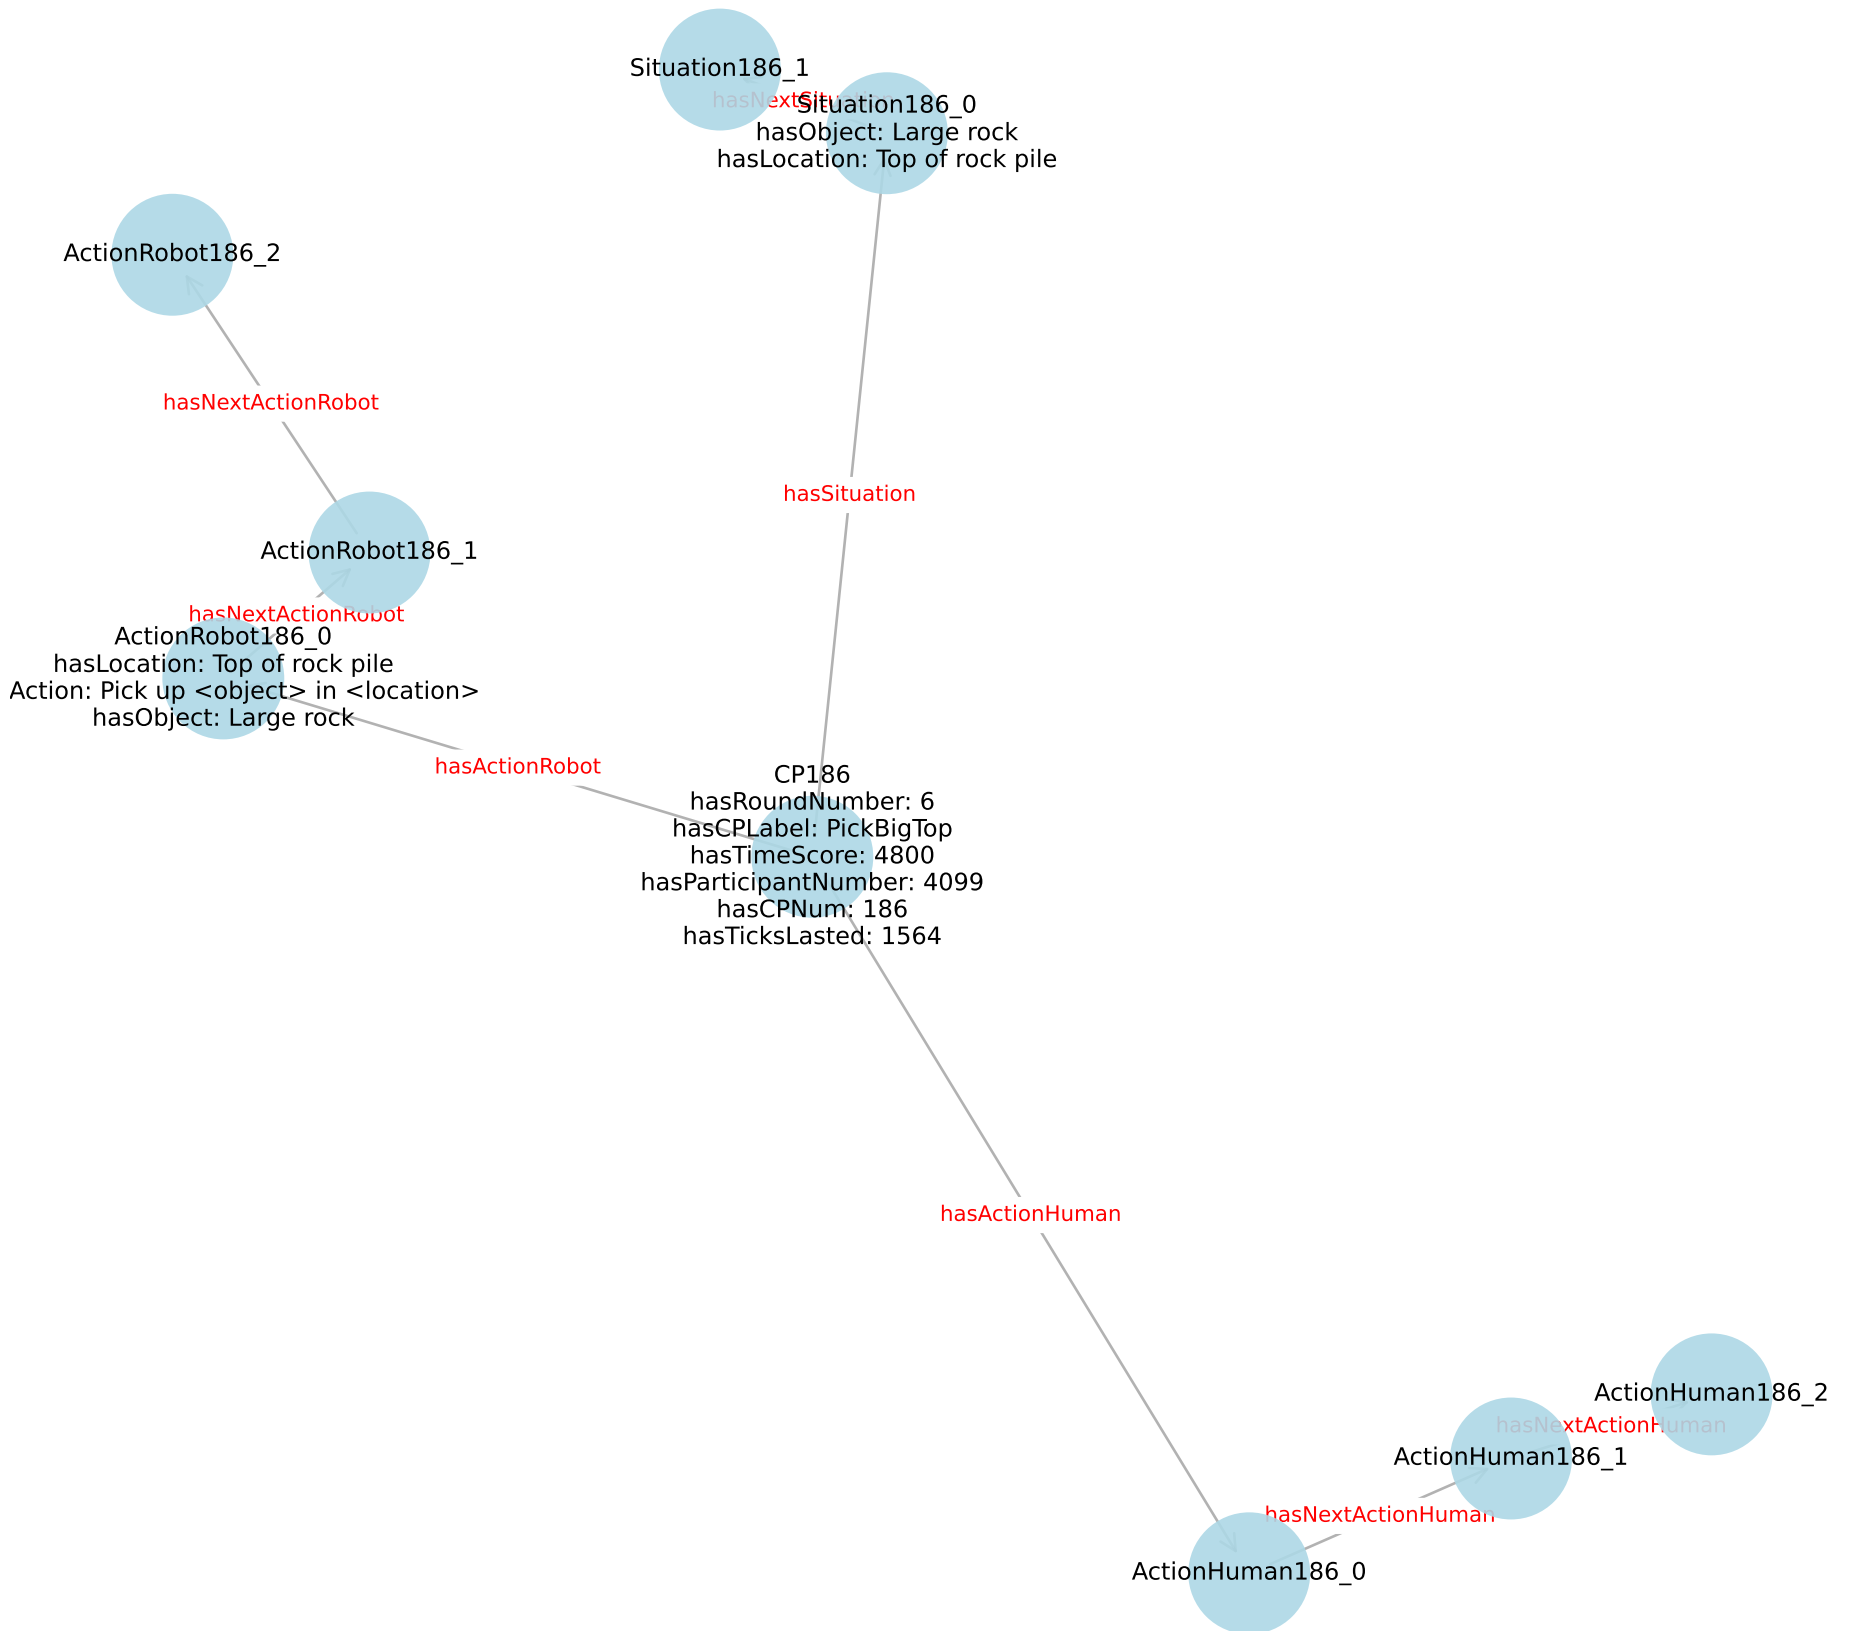 Situation186_1
hasNextSituation
Situation186_0
hasObject: Large rock
hasLocation: Top of rock pile
ActionRobot186_2
hasNextActionRobot
hasSituation
ActionRobot186_1
hasNextActionRobot
ActionRobot186_0
hasLocation: Top of rock pile
Action: Pick up <object> in <location>
hasObject: Large rock
hasActionRobot
CP186
hasRoundNumber: 6
hasCPLabel: PickBigTop
hasTimeScore: 4800
hasParticipantNumber: 4099
hasCPNum: 186
hasTicksLasted: 1564
hasActionHuman
ActionHuman186_2
hasNextActionHuman
ActionHuman186_1
hasNextActionHuman
ActionHuman186_0